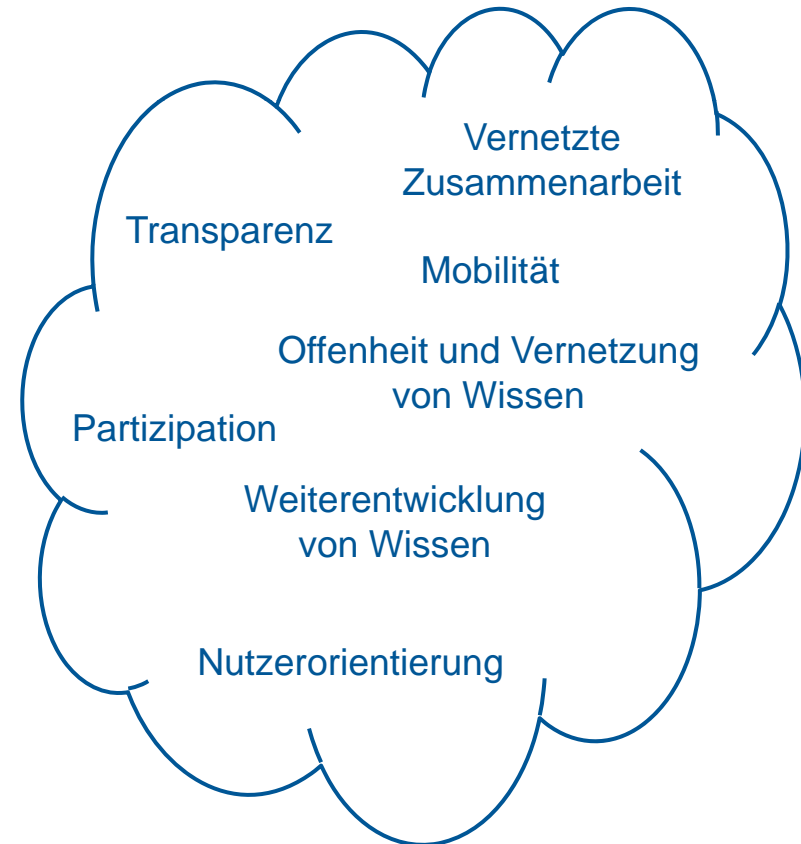 Vernetzte
Zusammenarbeit
Transparenz
Mobilität
Offenheit und Vernetzung
von Wissen
Partizipation
Weiterentwicklung
von Wissen
Nutzerorientierung